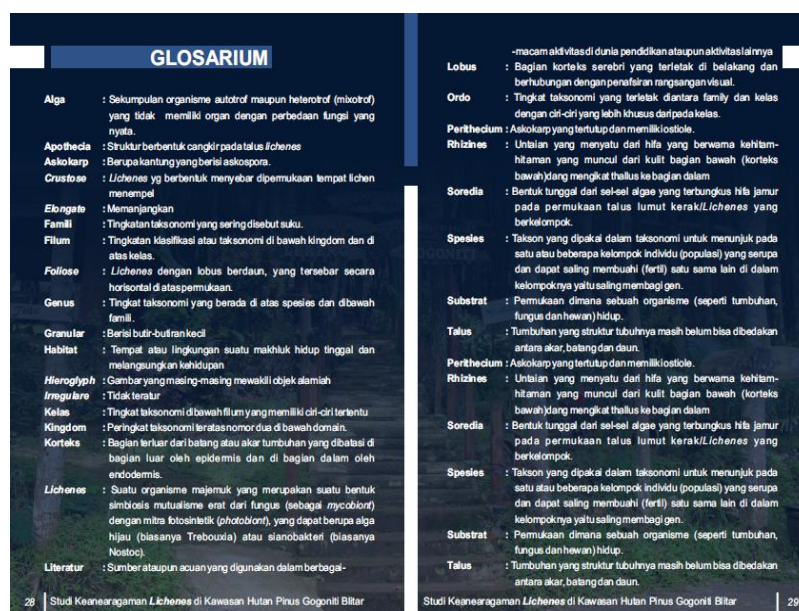 GLOSARIUM
Alga : Sekumpulan organisme autotrof maupun heterotrof (mixotrof)
yang tidak memiliki organ dengan perbedaan fungsi yang
nyata.
Apothecia : Struktur berbentuk cangkir pada talus lichenes
Askokarp : Berupa kantung yang berisi askospora.
Crustose : Lichenes yg berbentuk menyebar dipermukaan tempat lichen
menempel
Elongate : Memanjangkan
Famili : Tingkatan taksonomi yang sering disebut suku.
Filum : Tingkatan klasifikasi atau taksonomi di bawah kingdom dan di
atas kelas.
Foliose : Lichenes dengan lobus berdaun, yang tersebar secara
horisontal di atas permukaan.
Genus : Tingkat taksonomi yang berada di atas spesies dan dibawah
famili.
Granular : Berisi butir-butiran kecil
Habitat : Tempat atau lingkungan suatu makhluk hidup tinggal dan
melangsungkan kehidupan
Hieroglyph : Gambar yang masing-masing mewakili objek alamiah
Irregulare : Tidak teratur
Kelas : Tingkat taksonomi dibawah filum yang memiliki ciri-ciri tertentu
Kingdom : Peringkat taksonomi teratas nomor dua di bawah domain.
Korteks : Bagian terluar dari batang atau akar tumbuhan yang dibatasi di
bagian luar oleh epidermis dan di bagian dalam oleh
endodermis.
Lichenes : Suatu organisme majemuk yang merupakan suatu bentuk
simbiosis mutualisme erat dari fungus (sebagai mycobiont)
dengan mitra fotosintetik (photobiont), yang dapat berupa alga
hijau (biasanya Trebouxia) atau sianobakteri (biasanya
Nostoc).
Literatur : Sumber ataupun acuan yang digunakan dalam berbagai-
28 | Studi Keanearagaman Lichenes di Kawasan Hutan Pinus Gogoniti Blitar
-macam aktivitas di dunia pendidikan ataupun aktivitas lainnya
Lobus : Bagian korteks serebri yang terletak di belakang dan
berhubungan dengan penafsiran rangsangan visual.
Ordo : Tingkat taksonomi yang terletak diantara family dan kelas
dengan ciri-ciri yang lebih khusus daripada kelas.
Perithecium : Askokarp yang tertutup dan memiliki ostiole.
Rhizines : Untaian yang menyatu dari hifa yang berwarna kehitam-
hitaman yang muncul dari kulit bagian bawah (korteks
bawah)dang mengikat thallus ke bagian dalam
Soredia : Bentuk tunggal dari sel-sel algae yang terbungkus hifa jamur
pada permukaan talus lumut kerak/Lichenes yang
berkelompok.
Spesies : Takson yang dipakai dalam taksonomi untuk menunjuk pada
satu atau beberapa kelompok individu (populasi) yang serupa
dan dapat saling membuahi (fertil) satu sama lain di dalam
kelompoknya yaitu saling membagi gen.
Substrat : Permukaan dimana sebuah organisme (seperti tumbuhan,
fungus dan hewan) hidup.
Talus : Tumbuhan yang struktur tubuhnya masih belum bisa dibedakan
antara akar, batang dan daun.
Perithecium : Askokarp yang tertutup dan memiliki ostiole.
Rhizines : Untaian yang menyatu dari hifa yang berwarna kehitam-
hitaman yang muncul dari kulit bagian bawah (korteks
bawah)dang mengikat thallus ke bagian dalam
Soredia : Bentuk tunggal dari sel-sel algae yang terbungkus hifa jamur
pada permukaan talus lumut kerak/Lichenes yang
berkelompok.
Spesies : Takson yang dipakai dalam taksonomi untuk menunjuk pada
satu atau beberapa kelompok individu (populasi) yang serupa
dan dapat saling membuahi (fertil) satu sama lain di dalam
kelompoknya yaitu saling membagi gen.
Substrat : Permukaan dimana sebuah organisme (seperti tumbuhan,
fungus dan hewan) hidup.
Talus : Tumbuhan yang struktur tubuhnya masih belum bisa dibedakan
antara akar, batang dan daun.
Studi Keanearagaman Lichenes di Kawasan Hutan Pinus Gogoniti Blitar | 29